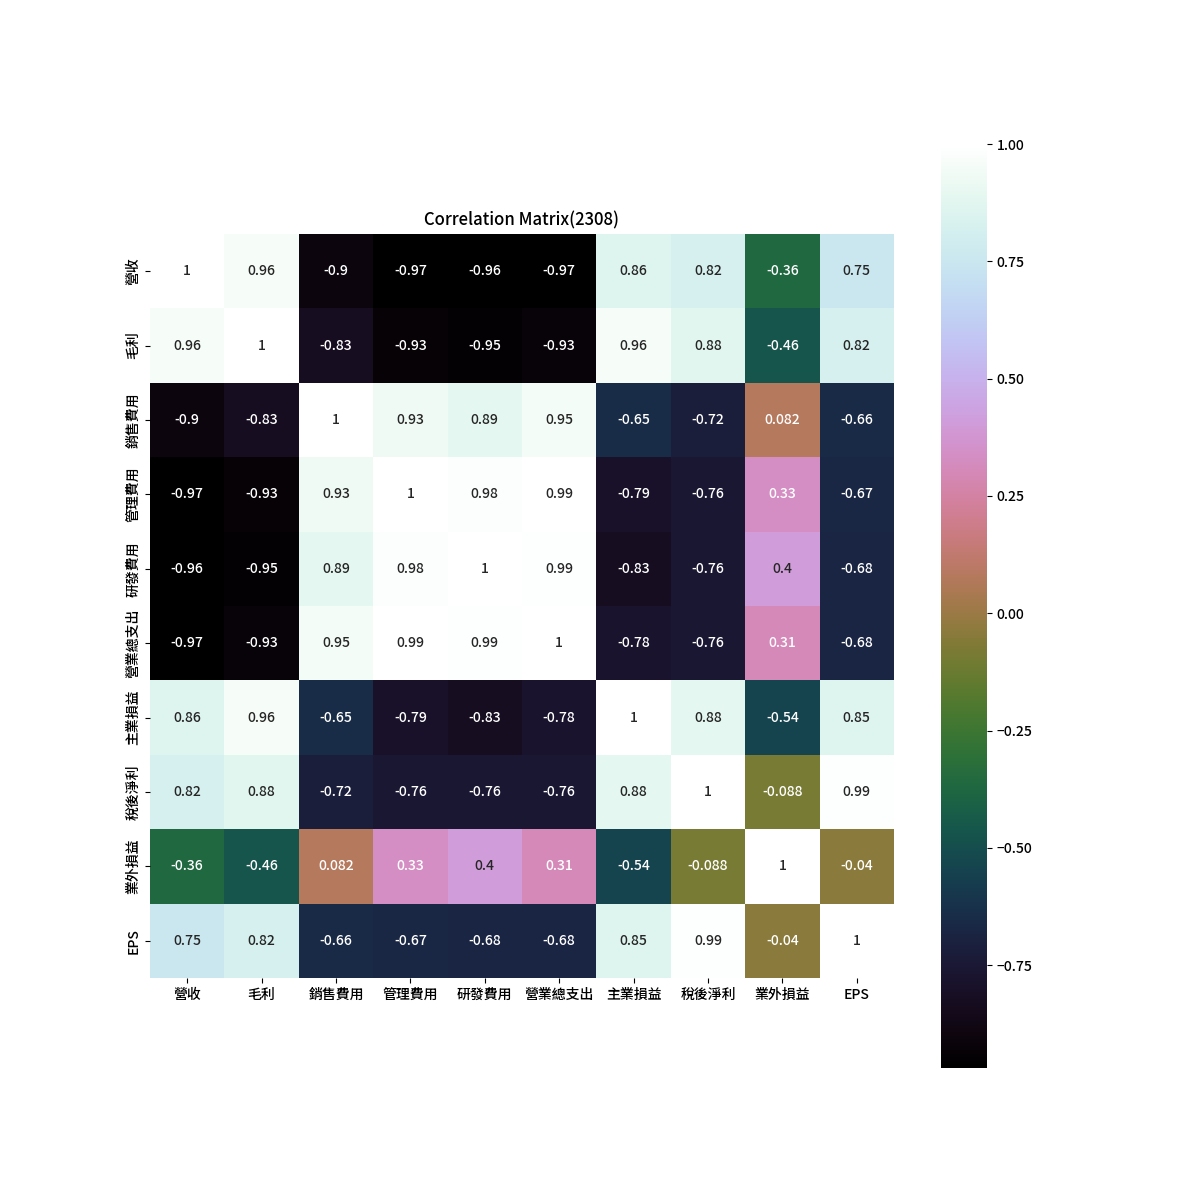 Correlation Matrix(2308)
營收 1 0.96 -0.9 -0.97 -0.96 -0.97 0.86 0.82 -0.36 0.75
毛利 0.96 1 -0.83 -0.93 -0.95 -0.93 0.96 0.88 -0.46 0.82
銷售費用 -0.9 -0.83 1 0.93 0.89 0.95 -0.65 -0.72 0.082 -0.66
管理費用 -0.97 -0.93 0.93 1 0.98 0.99 -0.79 -0.76 0.33 -0.67
研發費用 -0.96 -0.95 0.89 0.98 1 0.99 -0.83 -0.76 0.4 -0.68
營業總支出 -0.97 -0.93 0.95 0.99 0.99 1 -0.78 -0.76 0.31 -0.68
主業損益 0.86 0.96 -0.65 -0.79 -0.83 -0.78 1 0.88 -0.54 0.85
稅後淨利 0.82 0.88 -0.72 -0.76 -0.76 -0.76 0.88 1 -0.088 0.99
業外損益 -0.36 -0.46 0.082 0.33 0.4 0.31 -0.54 -0.088 1 -0.04
EPS 0.75 0.82 -0.66 -0.67 -0.68 -0.68 0.85 0.99 -0.04 1
營收 毛利 銷售費用 管理費用 研發費用 營業總支出 主業損益 稅後淨利 業外損益 EPS
1.00
0.75
0.50
0.25
0.00
−0.25
−0.50
−0.75